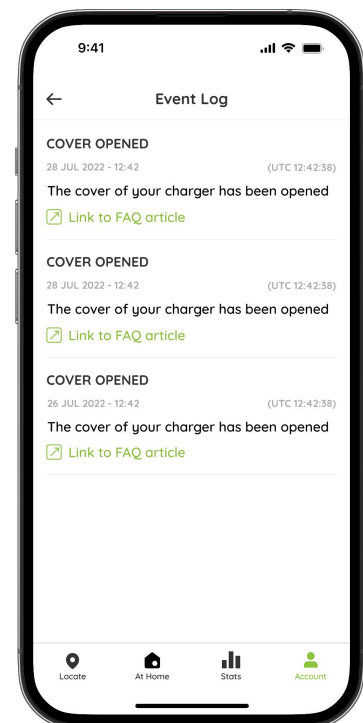 9:41
Event Log
COVER OPENED
28 JUL 2022 - 12:42 (UTC 12:42:38)
The cover of your charger has been opened
Link to FAQ article
COVER OPENED
28 JUL 2022 - 12:42 (UTC 12:42:38)
The cover of your charger has been opened
Link to FAQ article
COVER OPENED
26 JUL 2022 - 12:42 (UTC 12:42:38)
The cover of your charger has been opened
Link to FAQ article
Locate At Home Stats Account